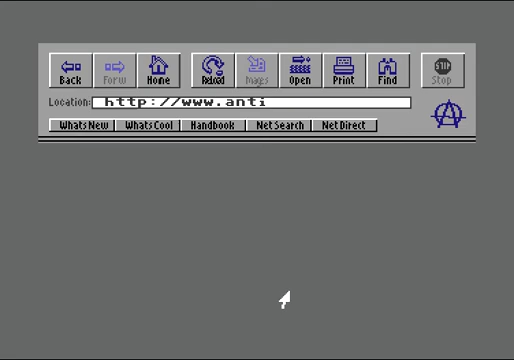 Back Forw Home Reload Images Open Print Find Stop
Location: http://www.anti
Whats New Whats Cool Handbook Net Search Net Direct